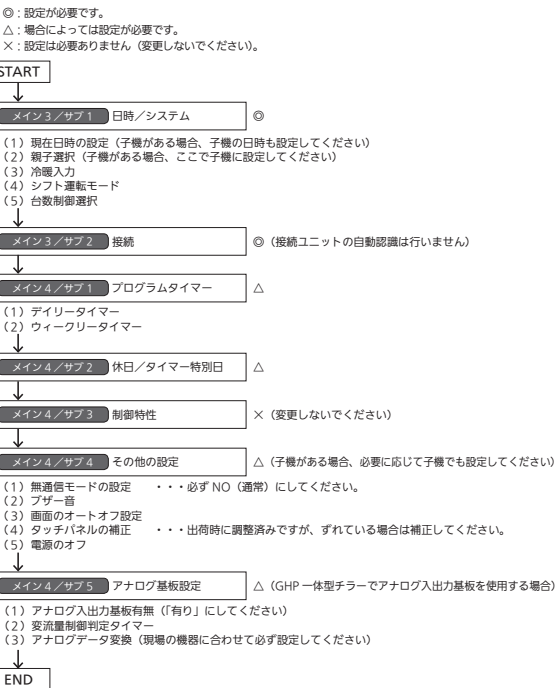 ◎：設定が必要です。
△：場合によっては設定が必要です。
×：設定は必要ありません（変更しないでください）。
START
メイン3／サブ1 日時／システム ◎
（1）現在日時の設定（子機がある場合、子機の日時も設定してください）
（2）親子選択（子機がある場合、ここで子機に設定してください）
（3）冷暖入力
（4）シフト運転モード
（5）台数制御選択
メイン3／サブ2 接続 ◎（接続ユニットの自動認識は行いません）
メイン4／サブ1 プログラムタイマー △
（1）デイリータイマー
（2）ウィークリータイマー
メイン4／サブ2 休日／タイマー特別日 △
メイン4／サブ3 制御特性 ×（変更しないでください）
メイン4／サブ4 その他の設定 △（子機がある場合、必要に応じて子機でも設定してください）
（1）無通信モードの設定 ・・・必ず NO（通常）にしてください。
（2）ブザー音
（3）画面のオートオフ設定
（4）タッチパネルの補正 ・・・出荷時に調整済みですが、ずれている場合は補正してください。
（5）電源のオフ
メイン4／サブ5 アナログ基板設定 △（GHP 一体型チラーでアナログ入出力基板を使用する場合）
（1）アナログ入出力基板有無（「有り」にしてください）
（2）変流量制御判定タイマー
（3）アナログデータ変換（現場の機器に合わせて必ず設定してください）
END